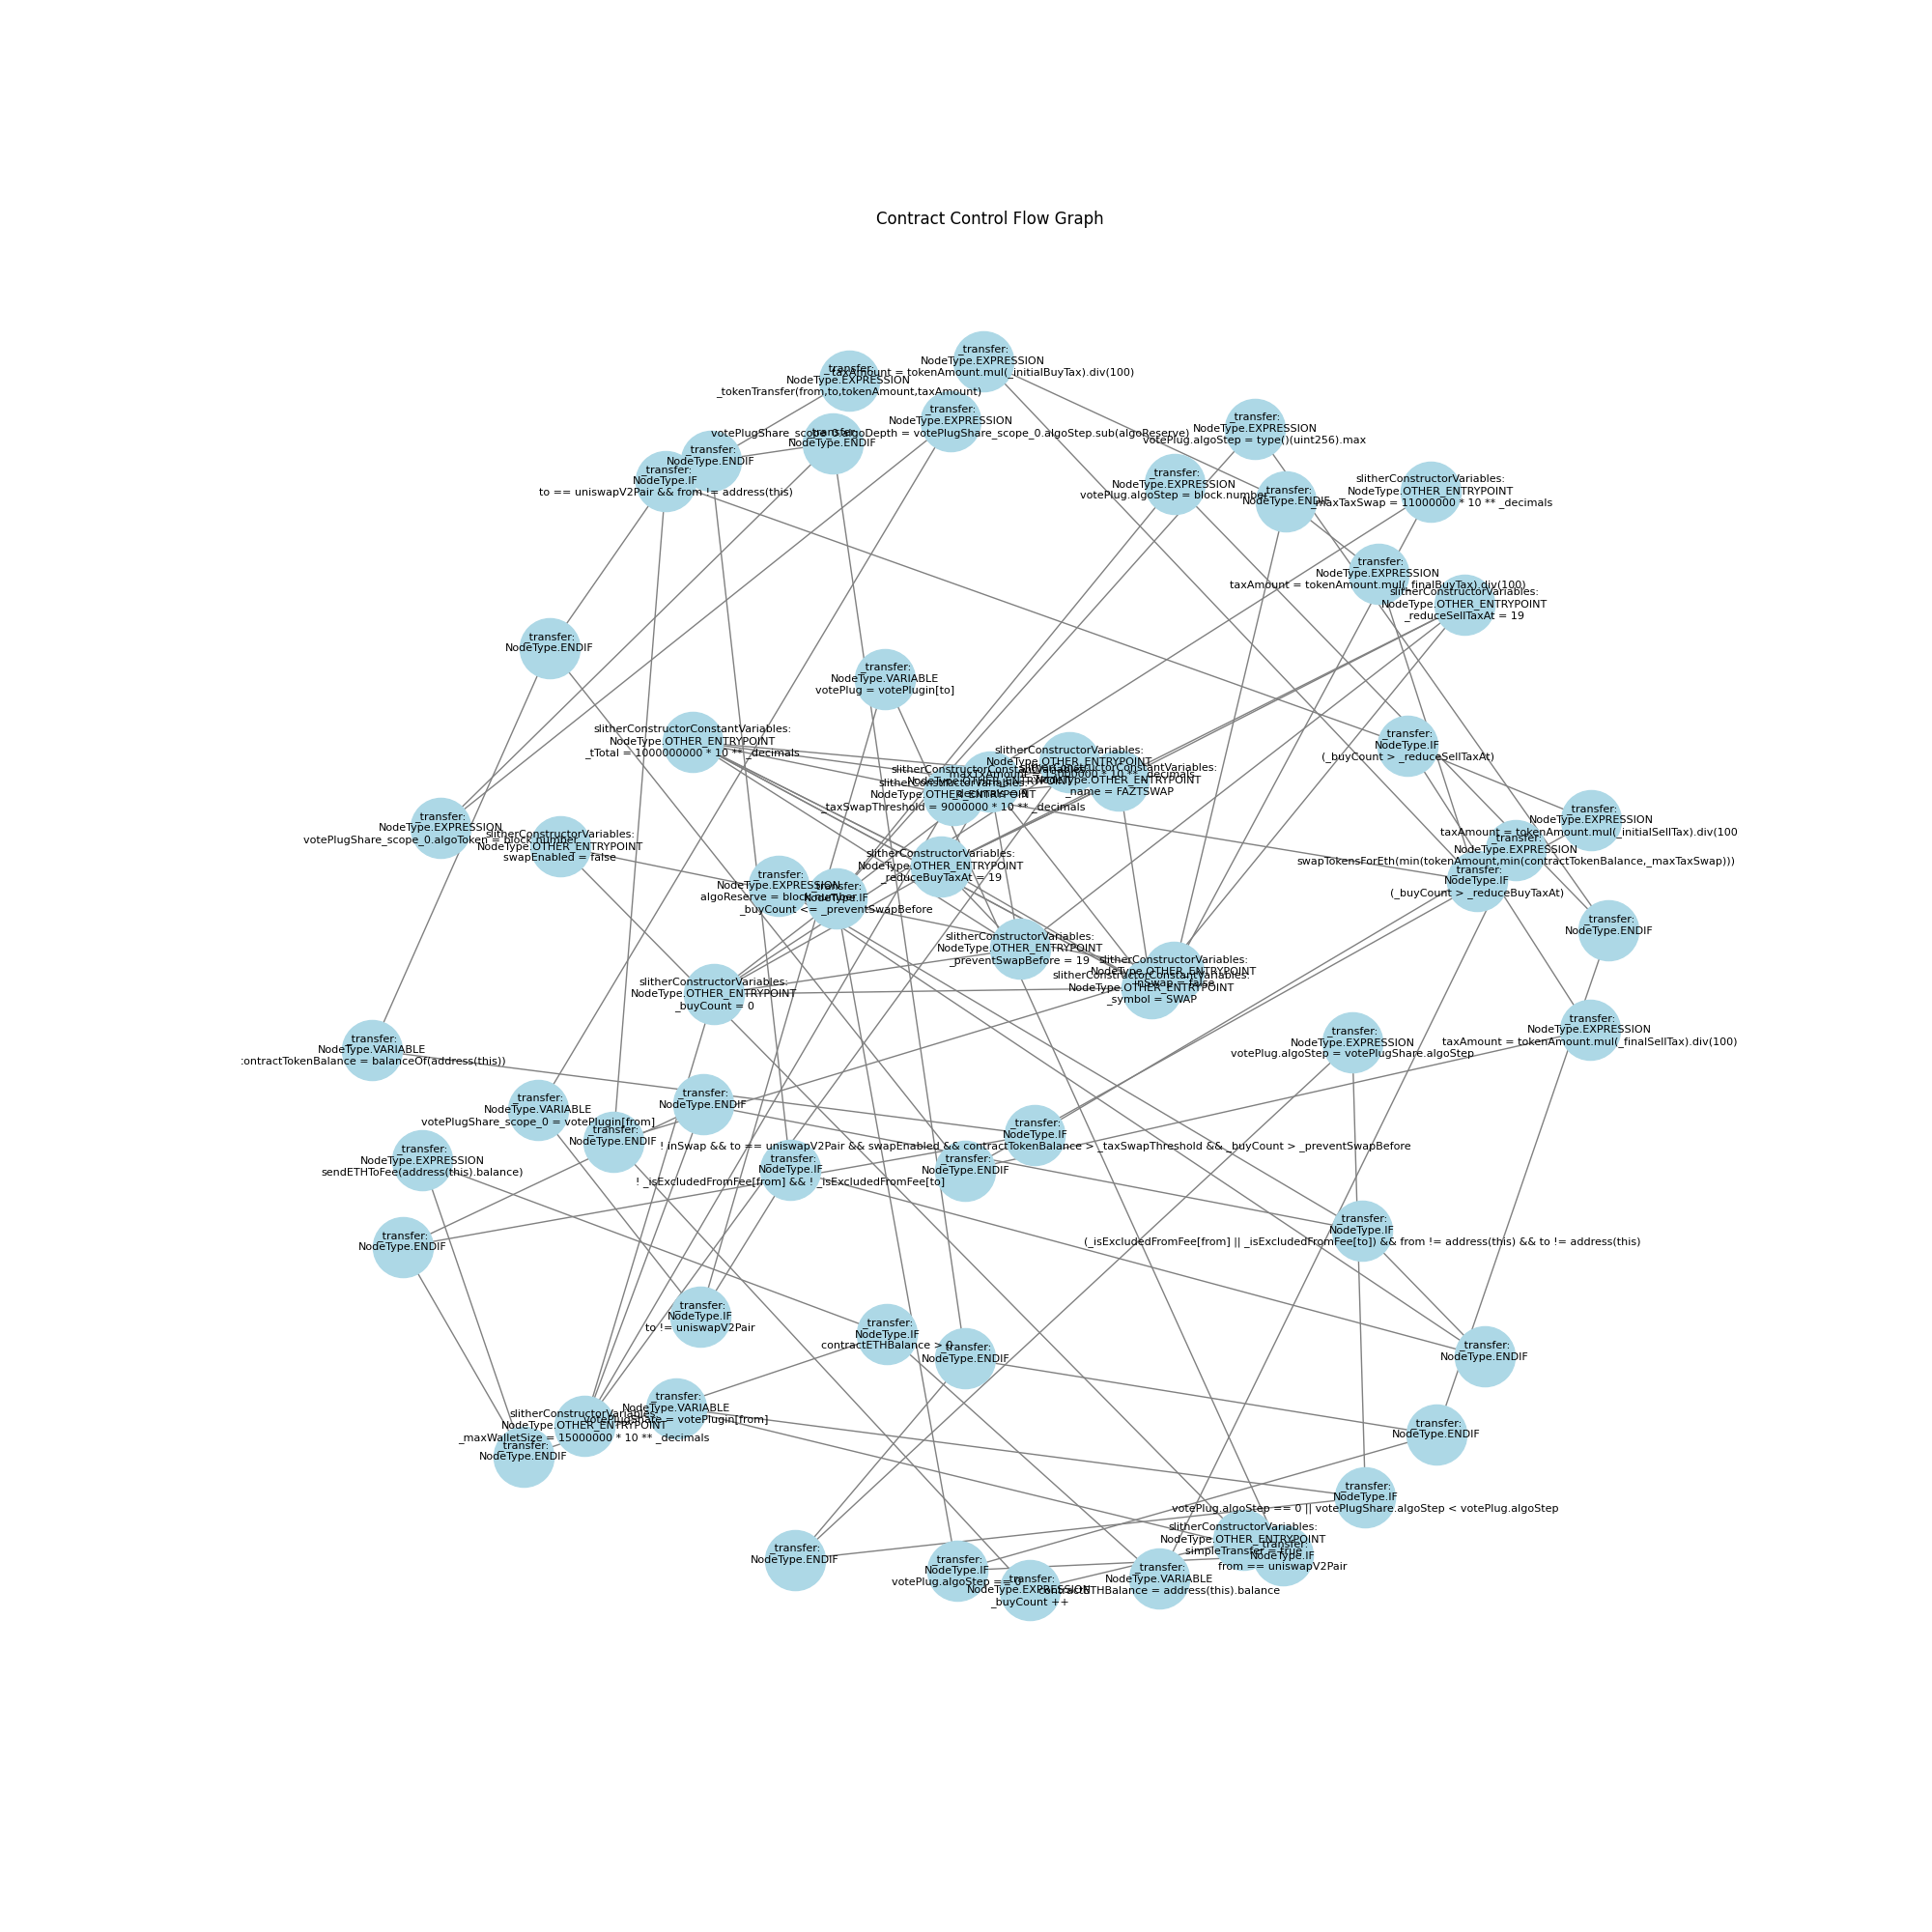 Contract Control Flow Graph
_transfer:
NodeType.EXPRESSION
taxAmount = tokenAmount.mul(_initialBuyTax).div(100)
_transfer:
NodeType.EXPRESSION
_tokenTransfer(from,to,tokenAmount,taxAmount)
_transfer:
NodeType.EXPRESSION
votePlugShare_scope_0.algoDepth = votePlugShare_scope_0.algoStep.sub(algoReserve)
_transfer:
NodeType.ENDIF
_transfer:
NodeType.ENDIF
_transfer:
NodeType.IF
to == uniswapV2Pair && from != address(this)
_transfer:
NodeType.EXPRESSION
votePlug.algoStep = type()(uint256).max
_transfer:
NodeType.EXPRESSION
votePlug.algoStep = block.number
_transfer:
NodeType.ENDIF
slitherConstructorVariables:
NodeType.OTHER_ENTRYPOINT
_maxTaxSwap = 11000000 * 10 ** _decimals
_transfer:
NodeType.EXPRESSION
taxAmount = tokenAmount.mul(_finalBuyTax).div(100)
slitherConstructorVariables:
NodeType.OTHER_ENTRYPOINT
_reduceSellTaxAt = 19
_transfer:
NodeType.ENDIF
_transfer:
NodeType.VARIABLE
votePlug = votePlugin[to]
slitherConstructorConstantVariables:
NodeType.OTHER_ENTRYPOINT
_tTotal = 1000000000 * 10 ** _decimals
_transfer:
NodeType.IF
(_buyCount > _reduceSellTaxAt)
slitherConstructorVariables:
NodeType.OTHER_ENTRYPOINT
slitherConstructorConstantVariables:
NodeType.OTHER_ENTRYPOINT
_name = FAZTSWAP
slitherConstructorVariables:
NodeType.OTHER_ENTRYPOINT
_taxSwapThreshold = 9000000 * 10 ** _decimals
_transfer:
NodeType.EXPRESSION
votePlugShare_scope_0.algoToken = block.number
slitherConstructorVariables:
NodeType.OTHER_ENTRYPOINT
swapEnabled = false
_transfer:
NodeType.EXPRESSION
taxAmount = tokenAmount.mul(_initialSellTax).div(100
_transfer:
NodeType.EXPRESSION
swapTokensForEth(min(tokenAmount,min(contractTokenBalance,_maxTaxSwap)))
_transfer:
NodeType.IF
(_buyCount > _reduceBuyTaxAt)
slitherConstructorVariables:
NodeType.OTHER_ENTRYPOINT
_reduceBuyTaxAt = 19
_transfer:
NodeType.EXPRESSION
algoReserve = block.number
_transfer:
NodeType.IF
_buyCount <= _preventSwapBefore
_transfer:
NodeType.ENDIF
slitherConstructorVariables:
NodeType.OTHER_ENTRYPOINT
_preventSwapBefore = 19
slitherConstructorVariables:
NodeType.OTHER_ENTRYPOINT
inSwap = false
slitherConstructorConstantVariables:
NodeType.OTHER_ENTRYPOINT
_symbol = SWAP
slitherConstructorVariables:
NodeType.OTHER_ENTRYPOINT
_buyCount = 0
_transfer:
NodeType.EXPRESSION
taxAmount = tokenAmount.mul(_finalSellTax).div(100)
_transfer:
NodeType.EXPRESSION
votePlug.algoStep = votePlugShare.algoStep
_transfer:
NodeType.VARIABLE
contractTokenBalance = balanceOf(address(this))
_transfer:
NodeType.ENDIF
_transfer:
NodeType.VARIABLE
votePlugShare_scope_0 = votePlugin[from]
_transfer:
NodeType.ENDIF
_transfer:
NodeType.IF
! inSwap && to == uniswapV2Pair && swapEnabled && contractTokenBalance > _taxSwapThreshold && _buyCount > _preventSwapBefore
_transfer:
NodeType.EXPRESSION
sendETHToFee(address(this).balance)
_transfer:
NodeType.IF
! _isExcludedFromFee[from] && ! _isExcludedFromFee[to]
_transfer:
NodeType.ENDIF
_transfer:
NodeType.ENDIF
_transfer:
NodeType.IF
(_isExcludedFromFee[from] || _isExcludedFromFee[to]) && from != address(this) && to != address(this)
_transfer:
NodeType.IF
to != uniswapV2Pair
_transfer:
NodeType.IF
contractETHBalance > 0
_transfer:
NodeType.ENDIF
_transfer:
NodeType.ENDIF
_transfer:
NodeType.VARIABLE
votePlugShare = votePlugin[from]
slitherConstructorVariables:
NodeType.OTHER_ENTRYPOINT
_maxWalletSize = 15000000 * 10 ** _decimals
_transfer:
NodeType.ENDIF
_transfer:
NodeType.ENDIF
_transfer:
NodeType.IF
votePlug.algoStep == 0 || votePlugShare.algoStep < votePlug.algoStep
slitherConstructorVariables:
NodeType.OTHER_ENTRYPOINT
simpleTransfer = true
_transfer:
NodeType.IF
from == uniswapV2Pair
_transfer:
NodeType.ENDIF
_transfer:
NodeType.IF
votePlug.algoStep == 0
_transfer:
NodeType.VARIABLE
contractETHBalance = address(this).balance
_transfer:
NodeType.EXPRESSION
_buyCount ++